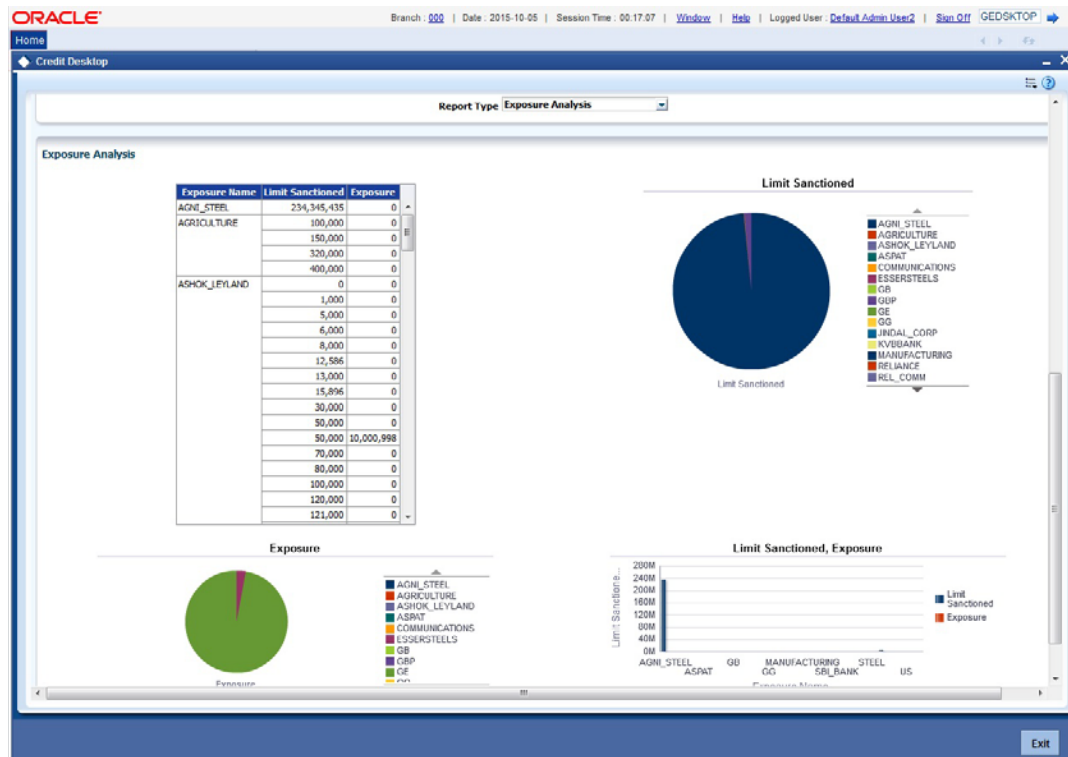 ORACLE Branch : 000 | Date : 2015-10-05 | Session Time : 00:17.07 | Window | Help | Logged User : Default Admin User2 | Sign Off GEDSKTOP
Home
Credit Desktop
Report Type Exposure Analysis
Exposure Analysis
Exposure Name Limit Sanctioned Exposure
AGNI_STEEL 234,345,435 0
AGRICULTURE 100,000 0
150,000 0
320,000 0
400,000 0
ASHOK_LEYLAND 0 0
1,000 0
5,000 0
6,000 0
8,000 0
12,586 0
13,000 0
15,896 0
30,000 0
50,000 0
50,000 10,000,998
70,000 0
80,000 0
100,000 0
120,000 0
121,000 0
Limit Sanctioned
AGNI_STEEL
AGRICULTURE
ASHOK_LEYLAND
ASPAT
COMMUNICATIONS
ESSERSTEELS
GB
GBP
GE
GG
JINDAL_CORP
KVBBANK
MANUFACTURING
RELIANCE
REL_COMM
Limit Sanctioned
Exposure
AGNI_STEEL
AGRICULTURE
ASHOK_LEYLAND
ASPAT
COMMUNICATIONS
ESSERSTEELS
GB
GBP
GE
GG
Exposure
Limit Sanctioned, Exposure
Limit Sanctione...
280M
240M
200M
160M
120M
80M
40M
0M
AGNI_STEEL GB MANUFACTURING STEEL
ASPAT GG SBI_BANK US
Exposure Name
Limit
Sanctioned
Exposure
Exit